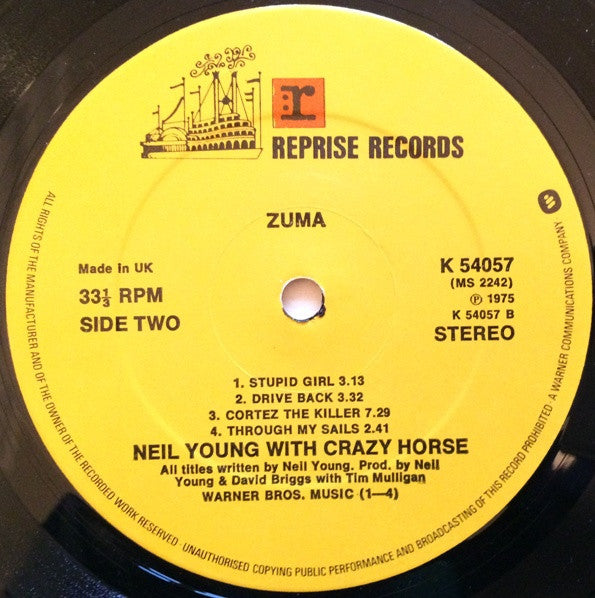 r
REPRISE RECORDS
ZUMA
Made in UK
33⅓ RPM
SIDE TWO
K 54057
(MS 2242)
℗ 1975
K 54057 B
STEREO
1. STUPID GIRL 3.13
2. DRIVE BACK 3.32
3. CORTEZ THE KILLER 7.29
4. THROUGH MY SAILS 2.41
NEIL YOUNG WITH CRAZY HORSE
All titles written by Neil Young. Prod. by Neil
Young & David Briggs with Tim Mulligan
WARNER BROS. MUSIC (1—4)
ALL RIGHTS OF THE MANUFACTURER AND OF THE OWNER OF THE RECORDED WORK RESERVED · UNAUTHORISED COPYING PUBLIC PERFORMANCE AND BROADCASTING OF THIS RECORD PROHIBITED · A WARNER COMMUNICATIONS COMPANY